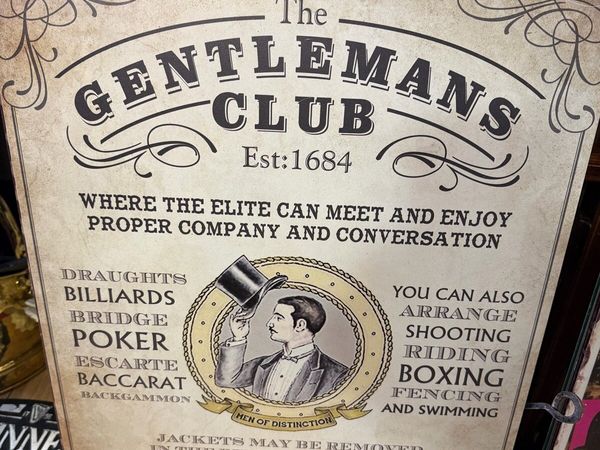 The
GENTLEMANS
CLUB
Est:1684
WHERE THE ELITE CAN MEET AND ENJOY
PROPER COMPANY AND CONVERSATION
DRAUGHTS
BILLIARDS
BRIDGE
POKER
ESCARTE
BACCARAT
BACKGAMMON
YOU CAN ALSO
ARRANGE
SHOOTING
RIDING
BOXING
FENCING
AND SWIMMING
MEN OF DISTINCTION
JACKETS MAY BE REMOVED
IN THE